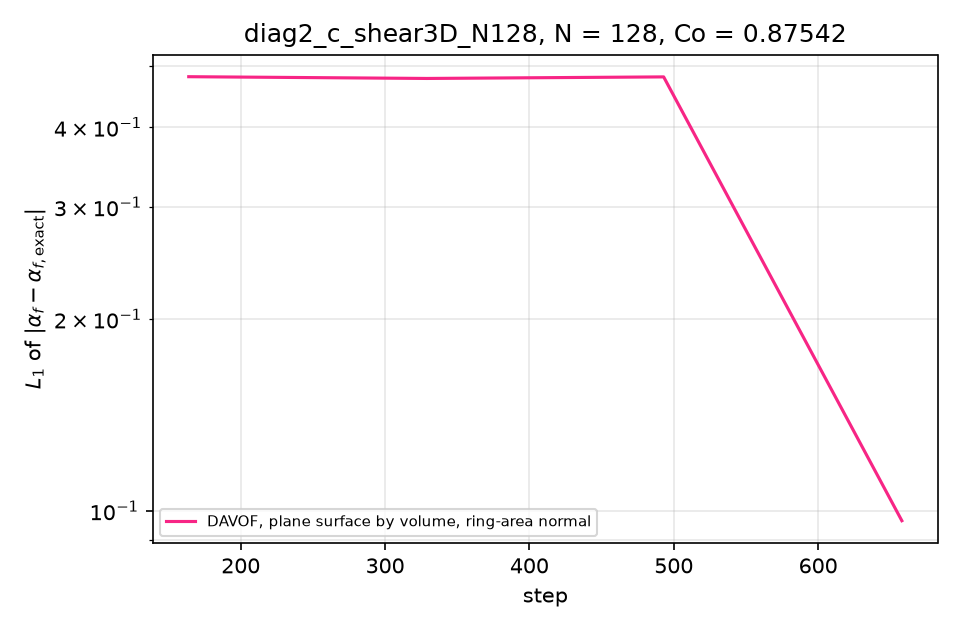 diag2_c_shear3D_N128, N = 128, Co = 0.87542
4 × 10⁻¹
3 × 10⁻¹
2 × 10⁻¹
10⁻¹
L₁ of |α_f − α_{f, exact}|
DAVOF, plane surface by volume, ring-area normal
200 300 400 500 600
step